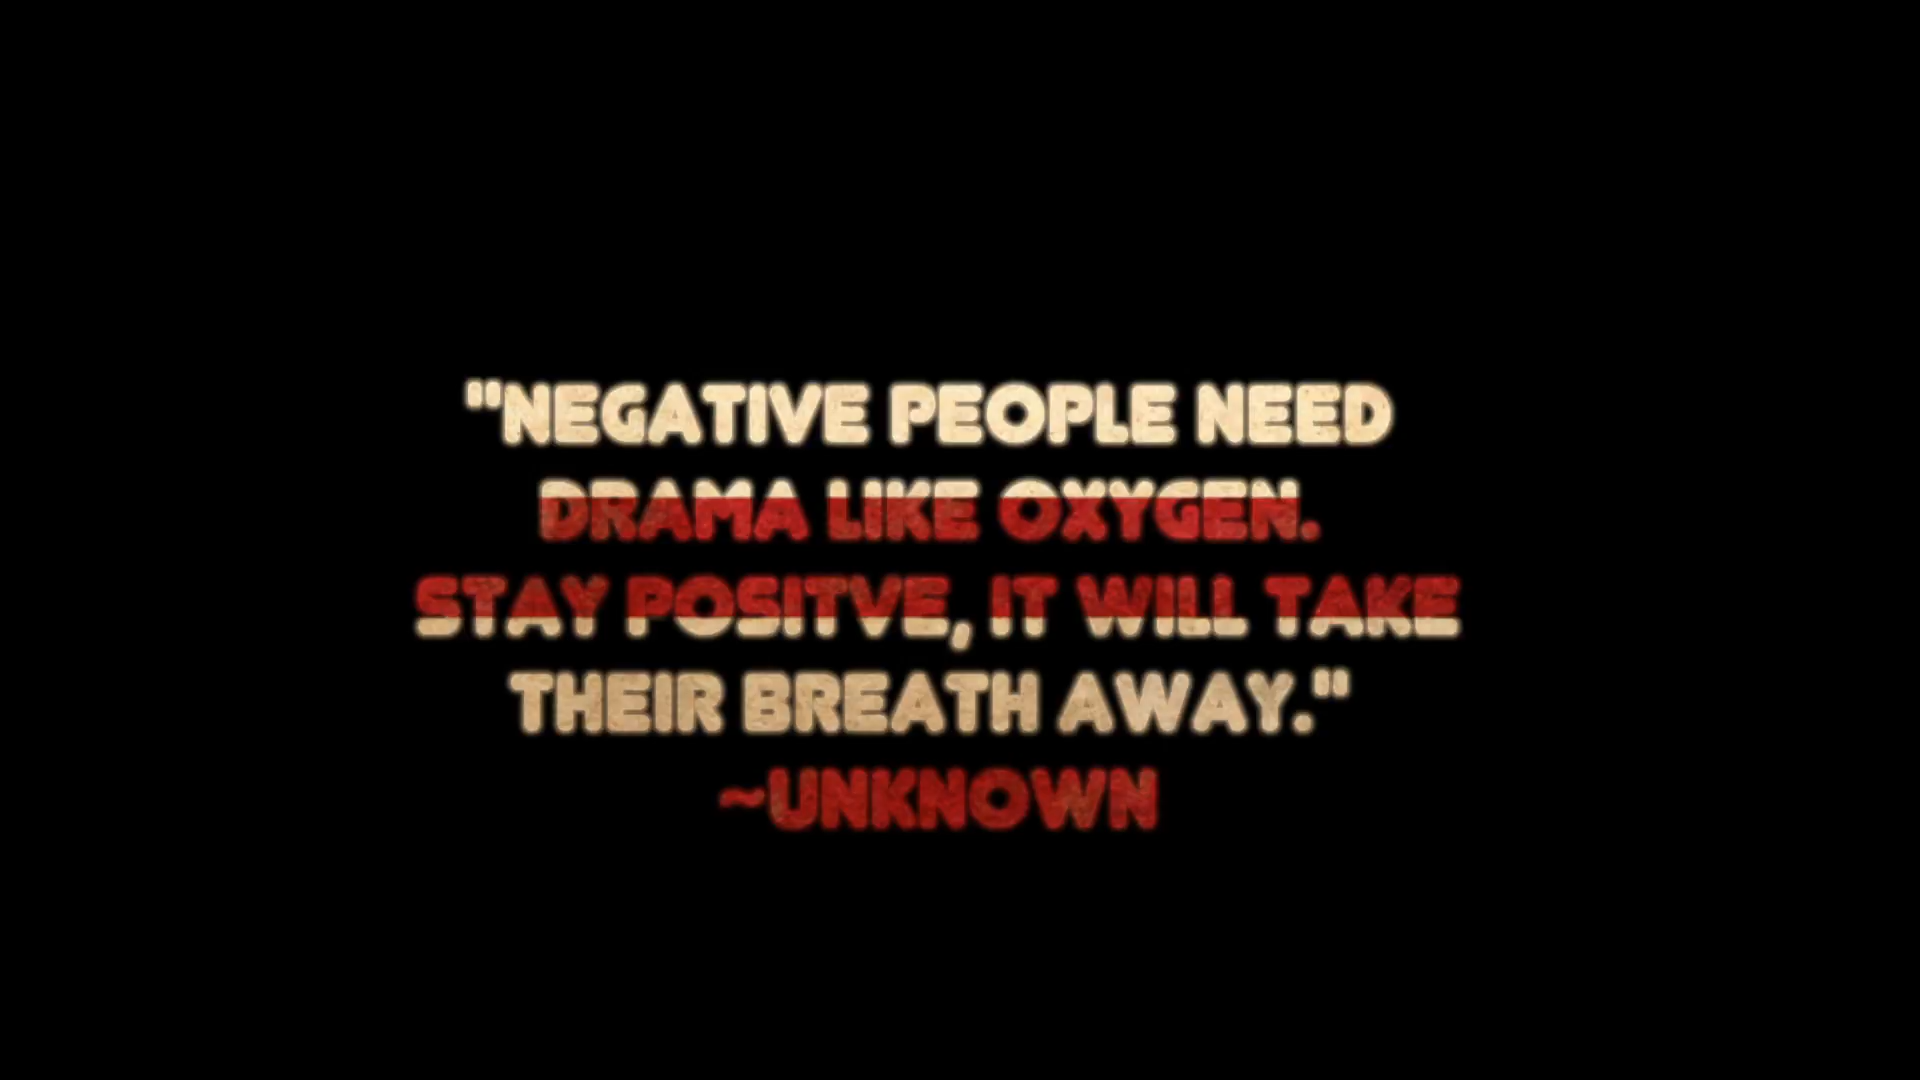 "NEGATIVE PEOPLE NEED
DRAMA LIKE OXYGEN.
STAY POSITVE, IT WILL TAKE
THEIR BREATH AWAY."
~UNKNOWN